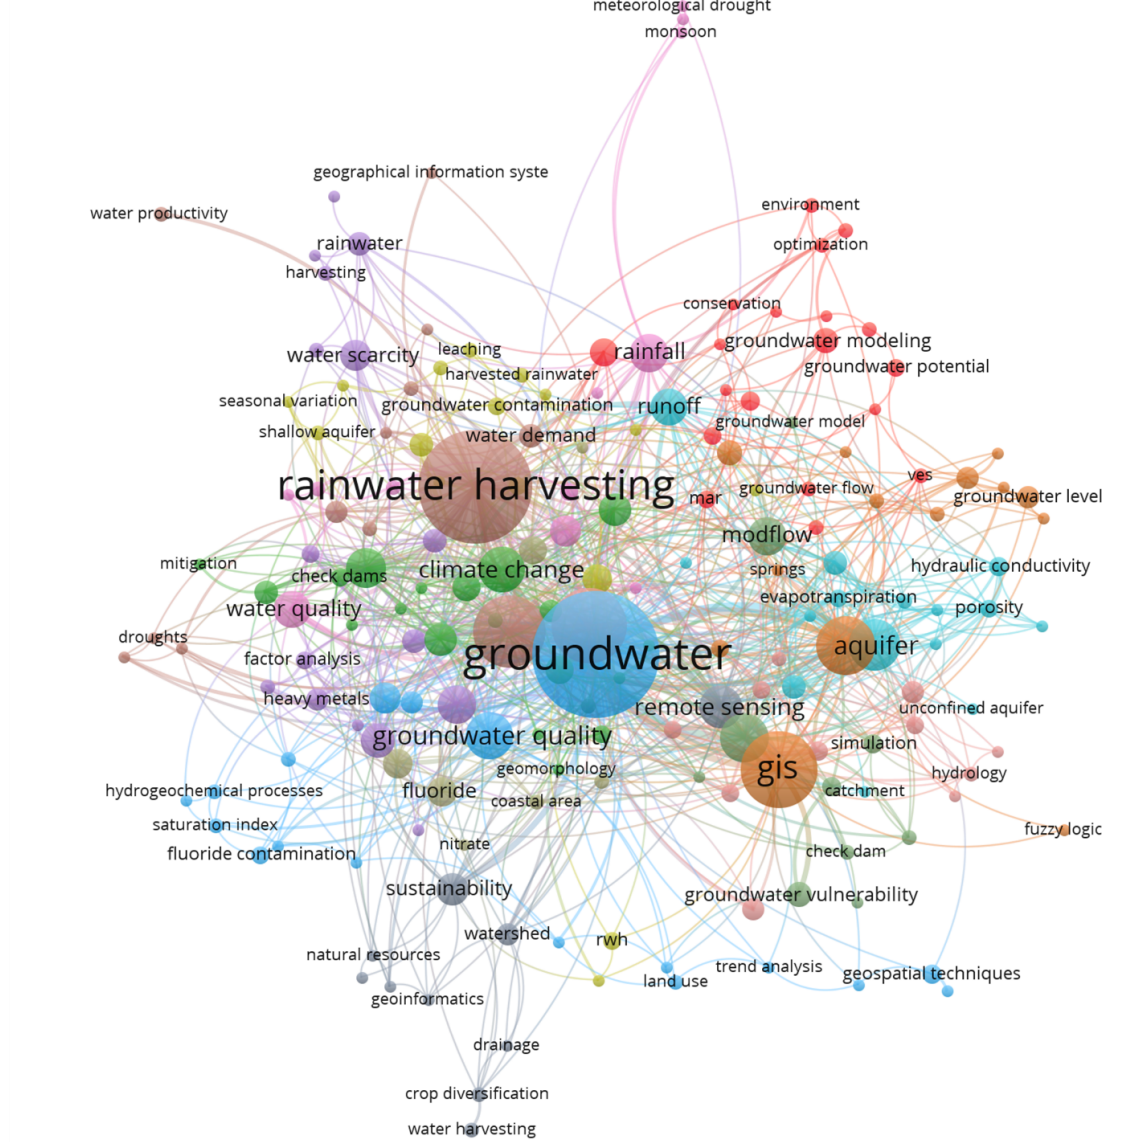 meteorological drought
monsoon
geographical information syste
environment
water productivity
rainwater
optimization
harvesting
conservation
groundwater modeling
leaching
rainfall
water scarcity
groundwater potential
harvested rainwater
seasonal variation
groundwater contamination
runoff
groundwater model
shallow aquifer
water demand
ves
rainwater harvesting
groundwater flow
mar
groundwater level
modflow
mitigation
hydraulic conductivity
climate change
springs
check dams
evapotranspiration
water quality
porosity
droughts
aquifer
groundwater
factor analysis
heavy metals
remote sensing
unconfined aquifer
groundwater quality
simulation
geomorphology
gis
hydrology
hydrogeochemical processes
fluoride
catchment
coastal area
saturation index
fuzzy logic
nitrate
check dam
fluoride contamination
sustainability
groundwater vulnerability
watershed
rwh
natural resources
trend analysis
geospatial techniques
land use
geoinformatics
drainage
crop diversification
water harvesting